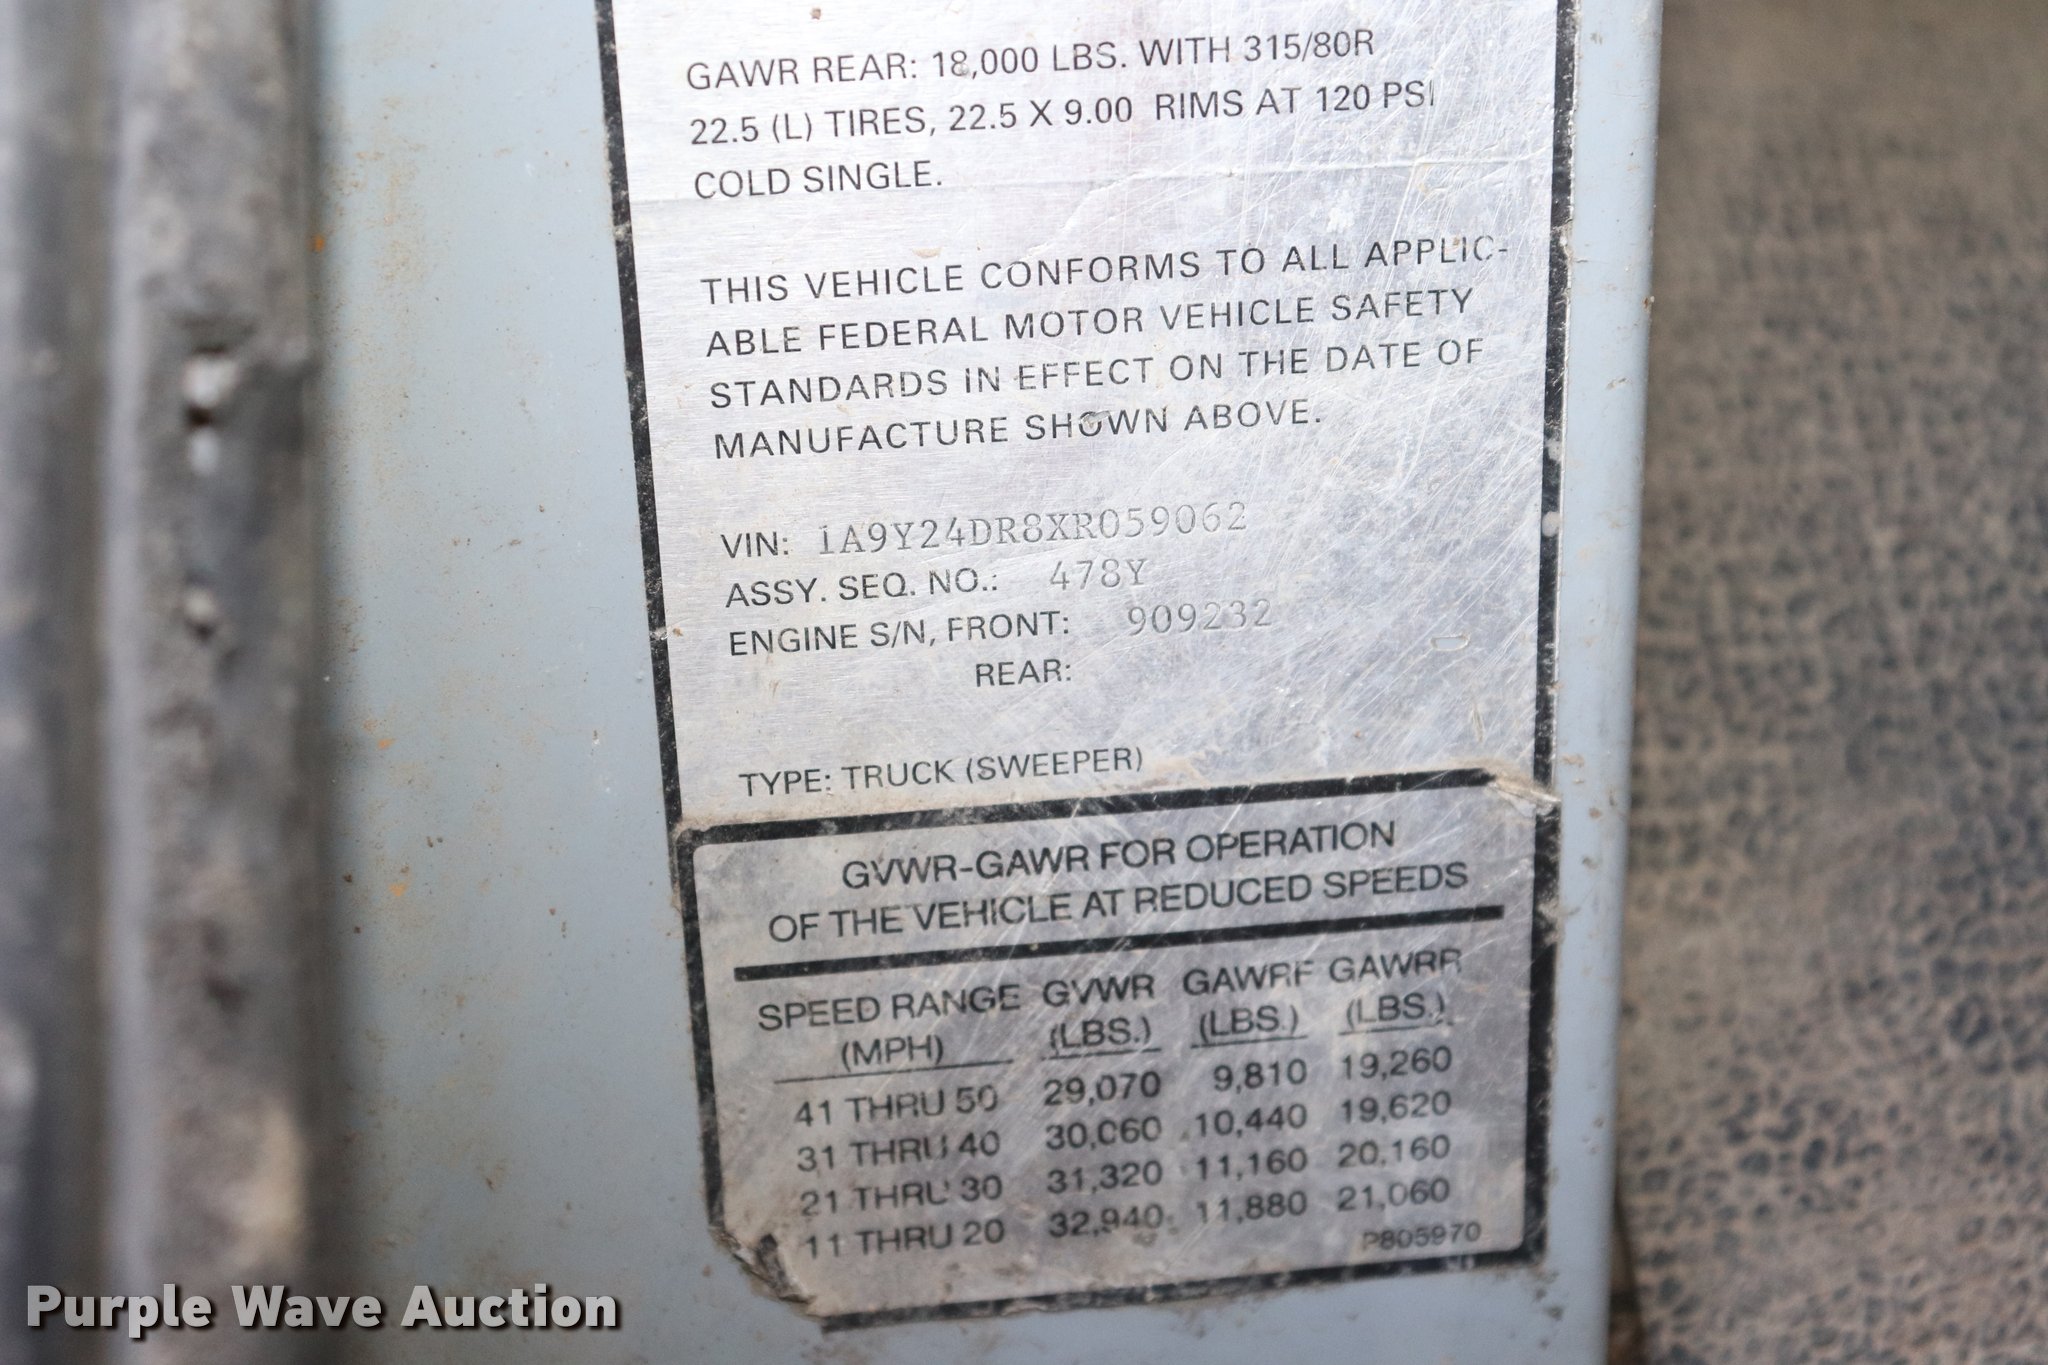 GAWR REAR: 18,000 LBS. WITH 315/80R
22.5 (L) TIRES, 22.5 X 9.00 RIMS AT 120 PSI
COLD SINGLE.
THIS VEHICLE CONFORMS TO ALL APPLIC-
ABLE FEDERAL MOTOR VEHICLE SAFETY
STANDARDS IN EFFECT ON THE DATE OF
MANUFACTURE SHOWN ABOVE.
VIN: 1A9Y24DR8XR059062
ASSY. SEQ. NO.: 478Y
ENGINE S/N, FRONT: 909232
REAR:
TYPE: TRUCK (SWEEPER)
GVWR-GAWR FOR OPERATION
OF THE VEHICLE AT REDUCED SPEEDS
SPEED RANGE GVWR GAWRF GAWRR
(MPH) (LBS.) (LBS.) (LBS.)
41 THRU 50 29,070 9,810 19,260
31 THRU 40 30,060 10,440 19,620
21 THRU 30 31,320 11,160 20,160
11 THRU 20 32,940 11,880 21,060
P805970
Purple Wave Auction